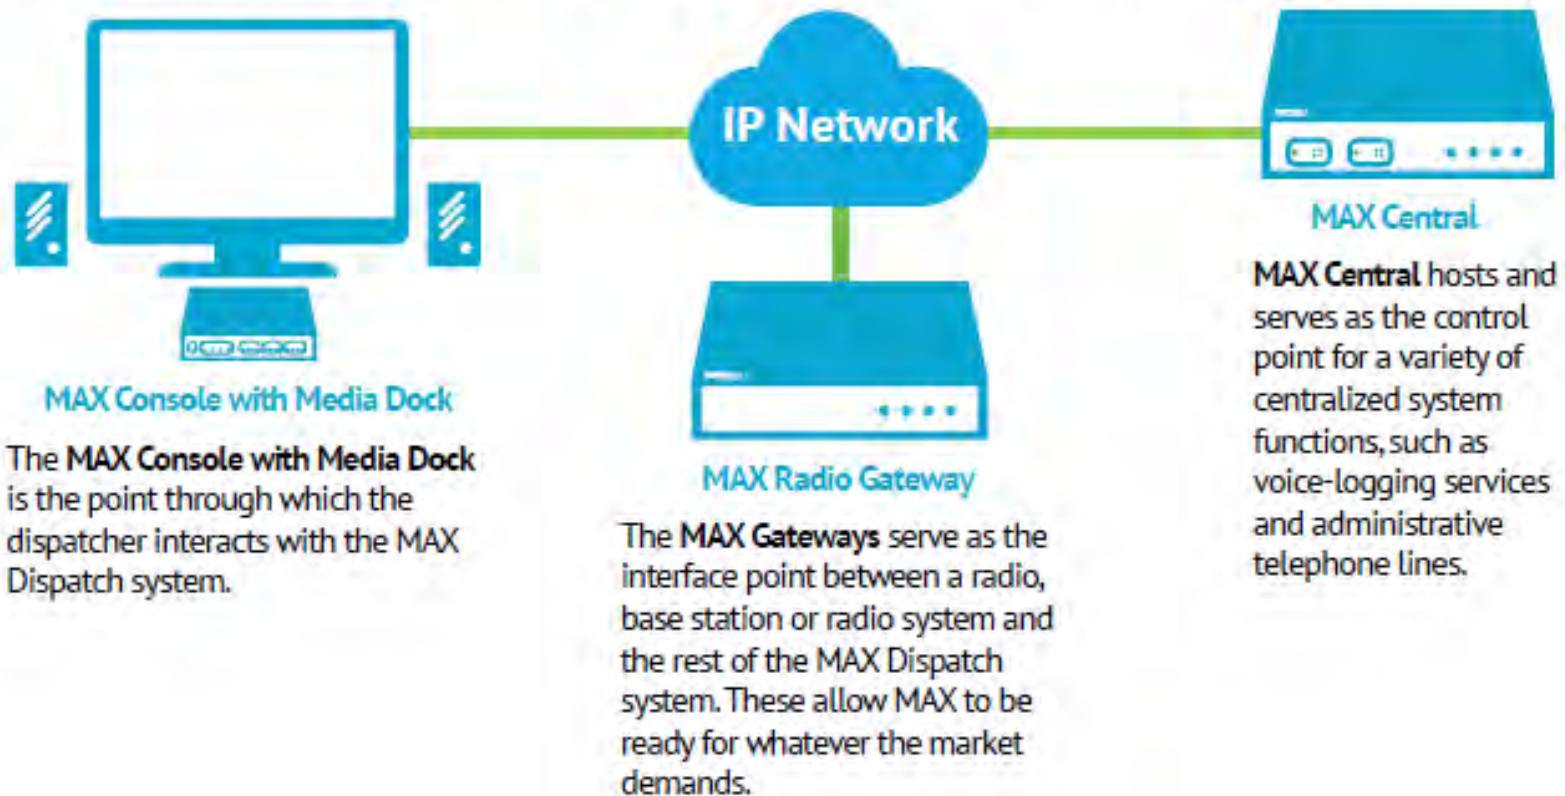 IP Network
MAX Console with Media Dock
The MAX Console with Media Dock
is the point through which the
dispatcher interacts with the MAX
Dispatch system.
MAX Radio Gateway
The MAX Gateways serve as the
interface point between a radio,
base station or radio system and
the rest of the MAX Dispatch
system. These allow MAX to be
ready for whatever the market
demands.
MAX Central
MAX Central hosts and
serves as the control
point for a variety of
centralized system
functions, such as
voice-logging services
and administrative
telephone lines.